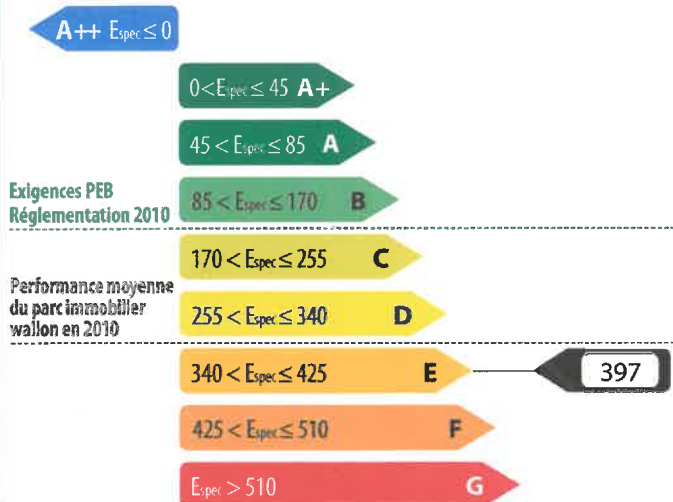 A++ Espec ≤ 0
0 < Espec ≤ 45 A+
45 < Espec ≤ 85 A
Exigences PEB
Réglementation 2010
85 < Espec ≤ 170 B
170 < Espec ≤ 255 C
Performance moyenne
du parc immobilier
wallon en 2010
255 < Espec ≤ 340 D
340 < Espec ≤ 425 E
397
425 < Espec ≤ 510 F
Espec > 510 G